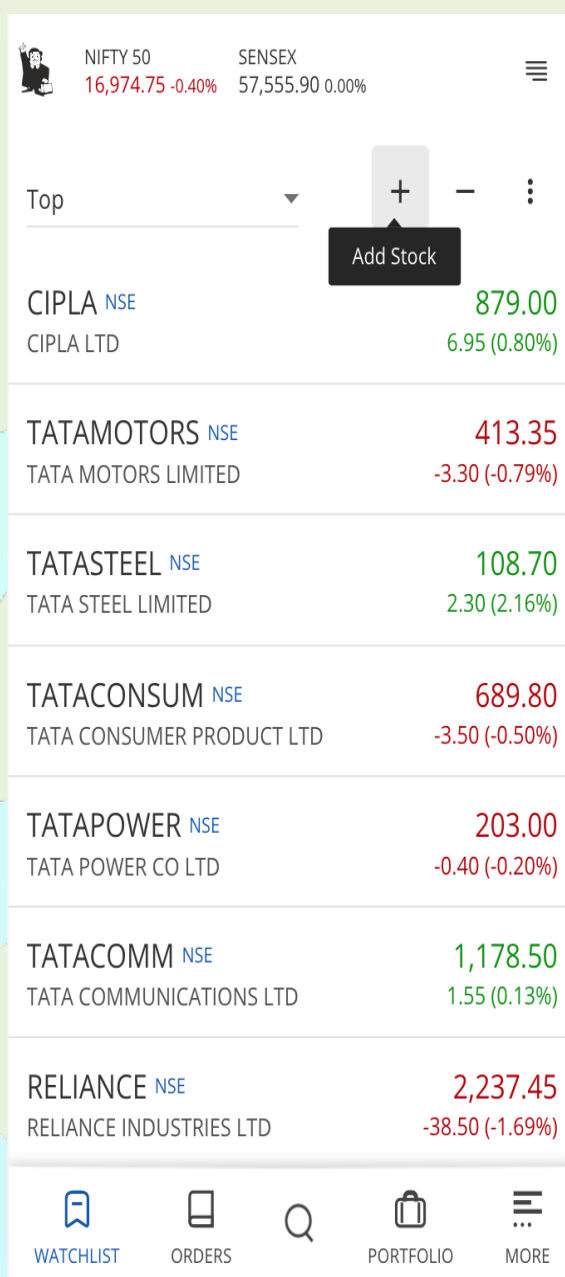 NIFTY 50 SENSEX
16,974.75 -0.40% 57,555.90 0.00%
Top
Add Stock
CIPLA NSE 879.00
CIPLA LTD 6.95 (0.80%)
TATAMOTORS NSE 413.35
TATA MOTORS LIMITED -3.30 (-0.79%)
TATASTEEL NSE 108.70
TATA STEEL LIMITED 2.30 (2.16%)
TATACONSUM NSE 689.80
TATA CONSUMER PRODUCT LTD -3.50 (-0.50%)
TATAPOWER NSE 203.00
TATA POWER CO LTD -0.40 (-0.20%)
TATACOMM NSE 1,178.50
TATA COMMUNICATIONS LTD 1.55 (0.13%)
RELIANCE NSE 2,237.45
RELIANCE INDUSTRIES LTD -38.50 (-1.69%)
WATCHLIST ORDERS PORTFOLIO MORE